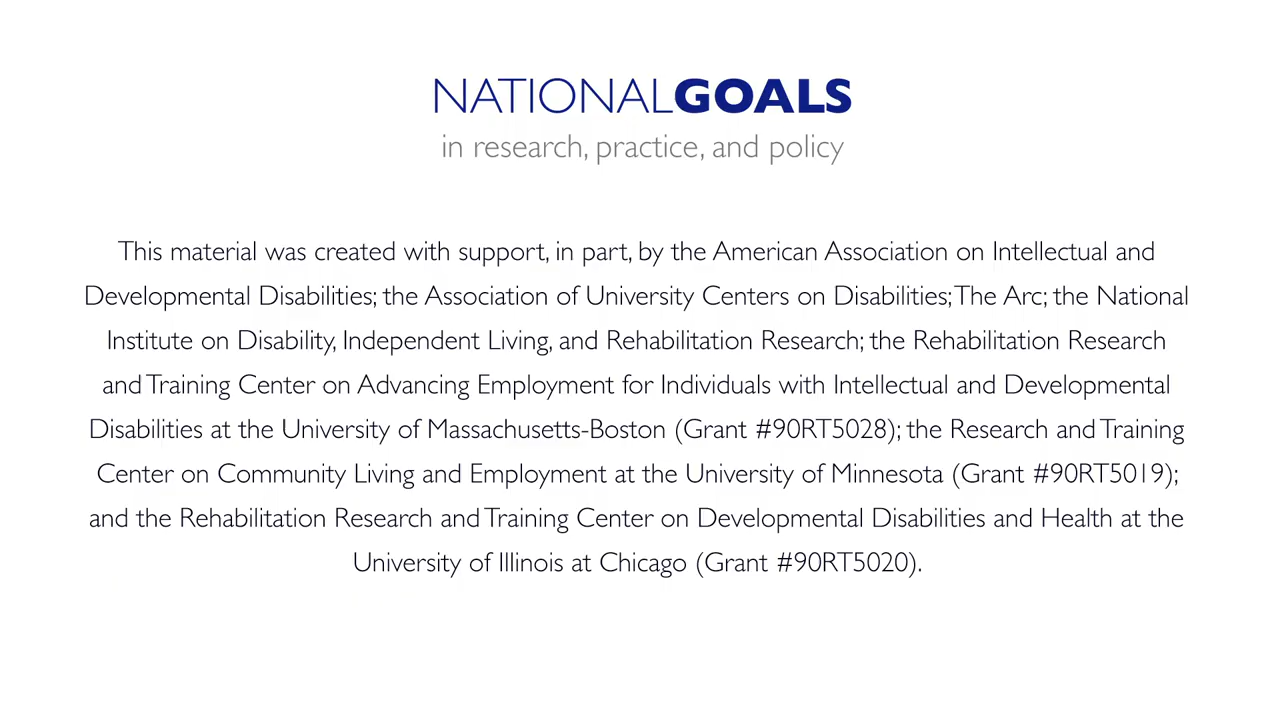 NATIONALGOALS
in research, practice, and policy
This material was created with support, in part, by the American Association on Intellectual and
Developmental Disabilities; the Association of University Centers on Disabilities; The Arc; the National
Institute on Disability, Independent Living, and Rehabilitation Research; the Rehabilitation Research
and Training Center on Advancing Employment for Individuals with Intellectual and Developmental
Disabilities at the University of Massachusetts-Boston (Grant #90RT5028); the Research and Training
Center on Community Living and Employment at the University of Minnesota (Grant #90RT5019);
and the Rehabilitation Research and Training Center on Developmental Disabilities and Health at the
University of Illinois at Chicago (Grant #90RT5020).